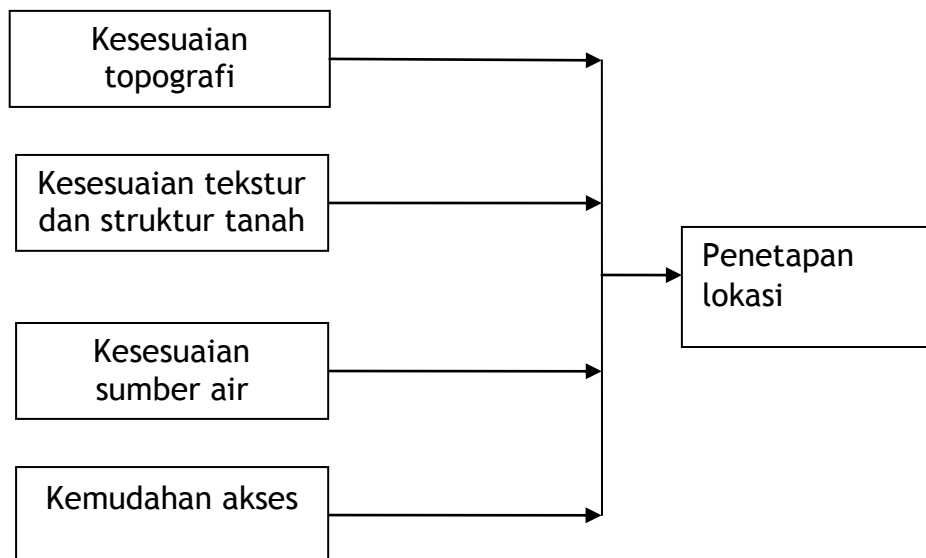 Kesesuaian
topografi
Kesesuaian tekstur
dan struktur tanah
Kesesuaian
sumber air
Kemudahan akses
Penetapan
lokasi